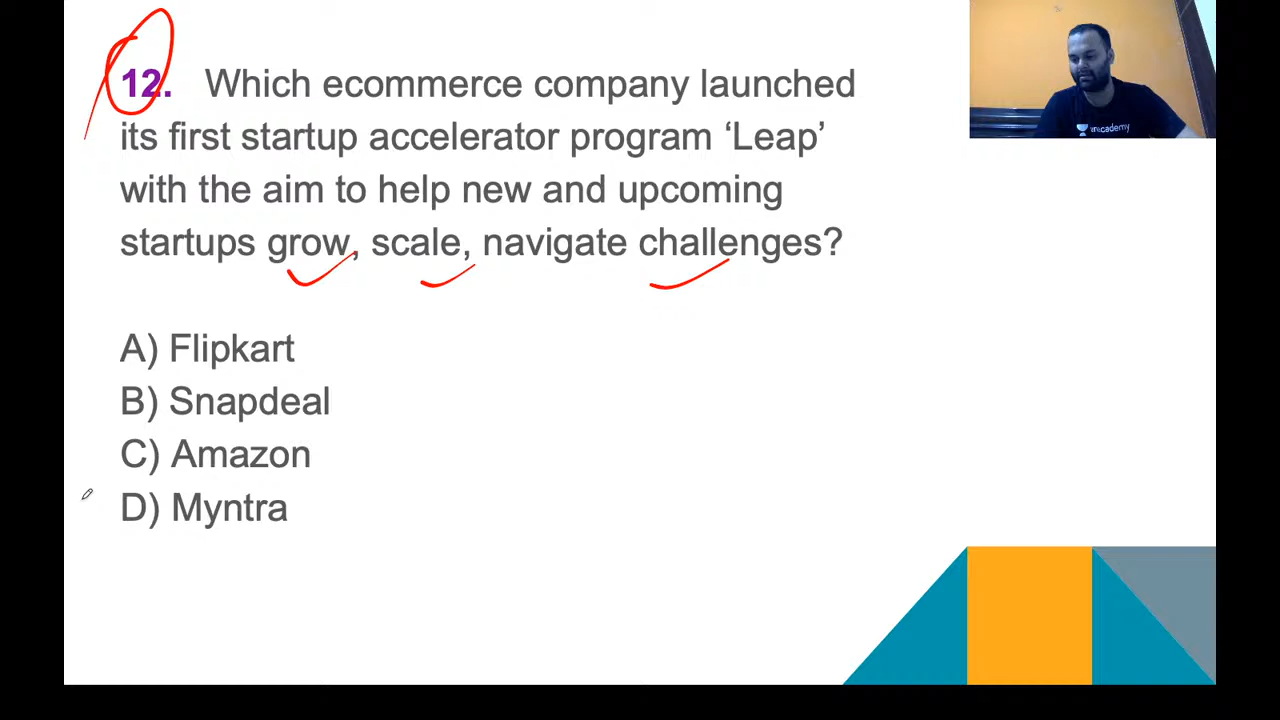 12. Which ecommerce company launched
its first startup accelerator program ‘Leap’
with the aim to help new and upcoming
startups grow, scale, navigate challenges?
A) Flipkart
B) Snapdeal
C) Amazon
D) Myntra
unacademy